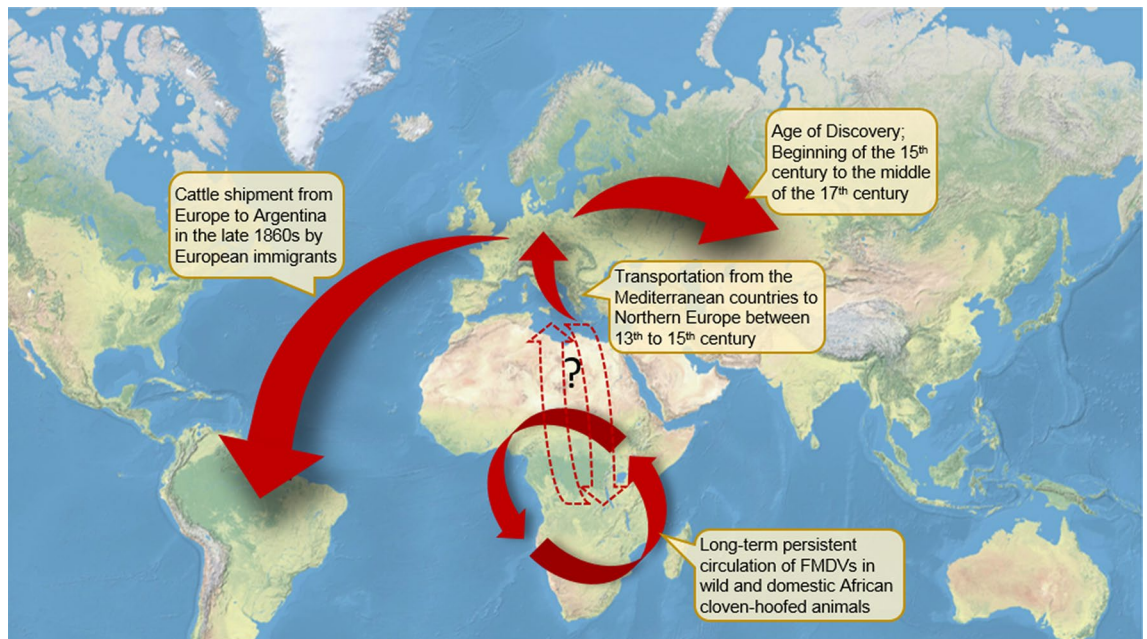 Age of Discovery;
Beginning of the 15th
century to the middle
of the 17th century
Cattle shipment from
Europe to Argentina
in the late 1860s by
European immigrants
Transportation from the
Mediterranean countries to
Northern Europe between
13th to 15th century
?
Long-term persistent
circulation of FMDVs in
wild and domestic African
cloven-hoofed animals